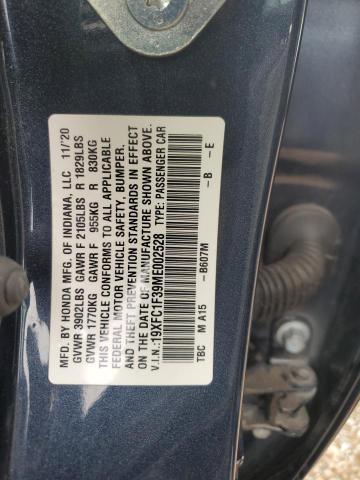 MFD. BY HONDA MFG. OF INDIANA, LLC 11/20
GVWR 3902LBS GAWR F 2105LBS R 1829LBS
GVWR 1770KG GAWR F 955KG R 830KG
THIS VEHICLE CONFORMS TO ALL APPLICABLE
FEDERAL MOTOR VEHICLE SAFETY, BUMPER,
AND THEFT PREVENTION STANDARDS IN EFFECT
ON THE DATE OF MANUFACTURE SHOWN ABOVE.
V.I.N.:19XFC1F39ME002528 TYPE: PASSENGER CAR
TBC M A15 - B607M - B - E